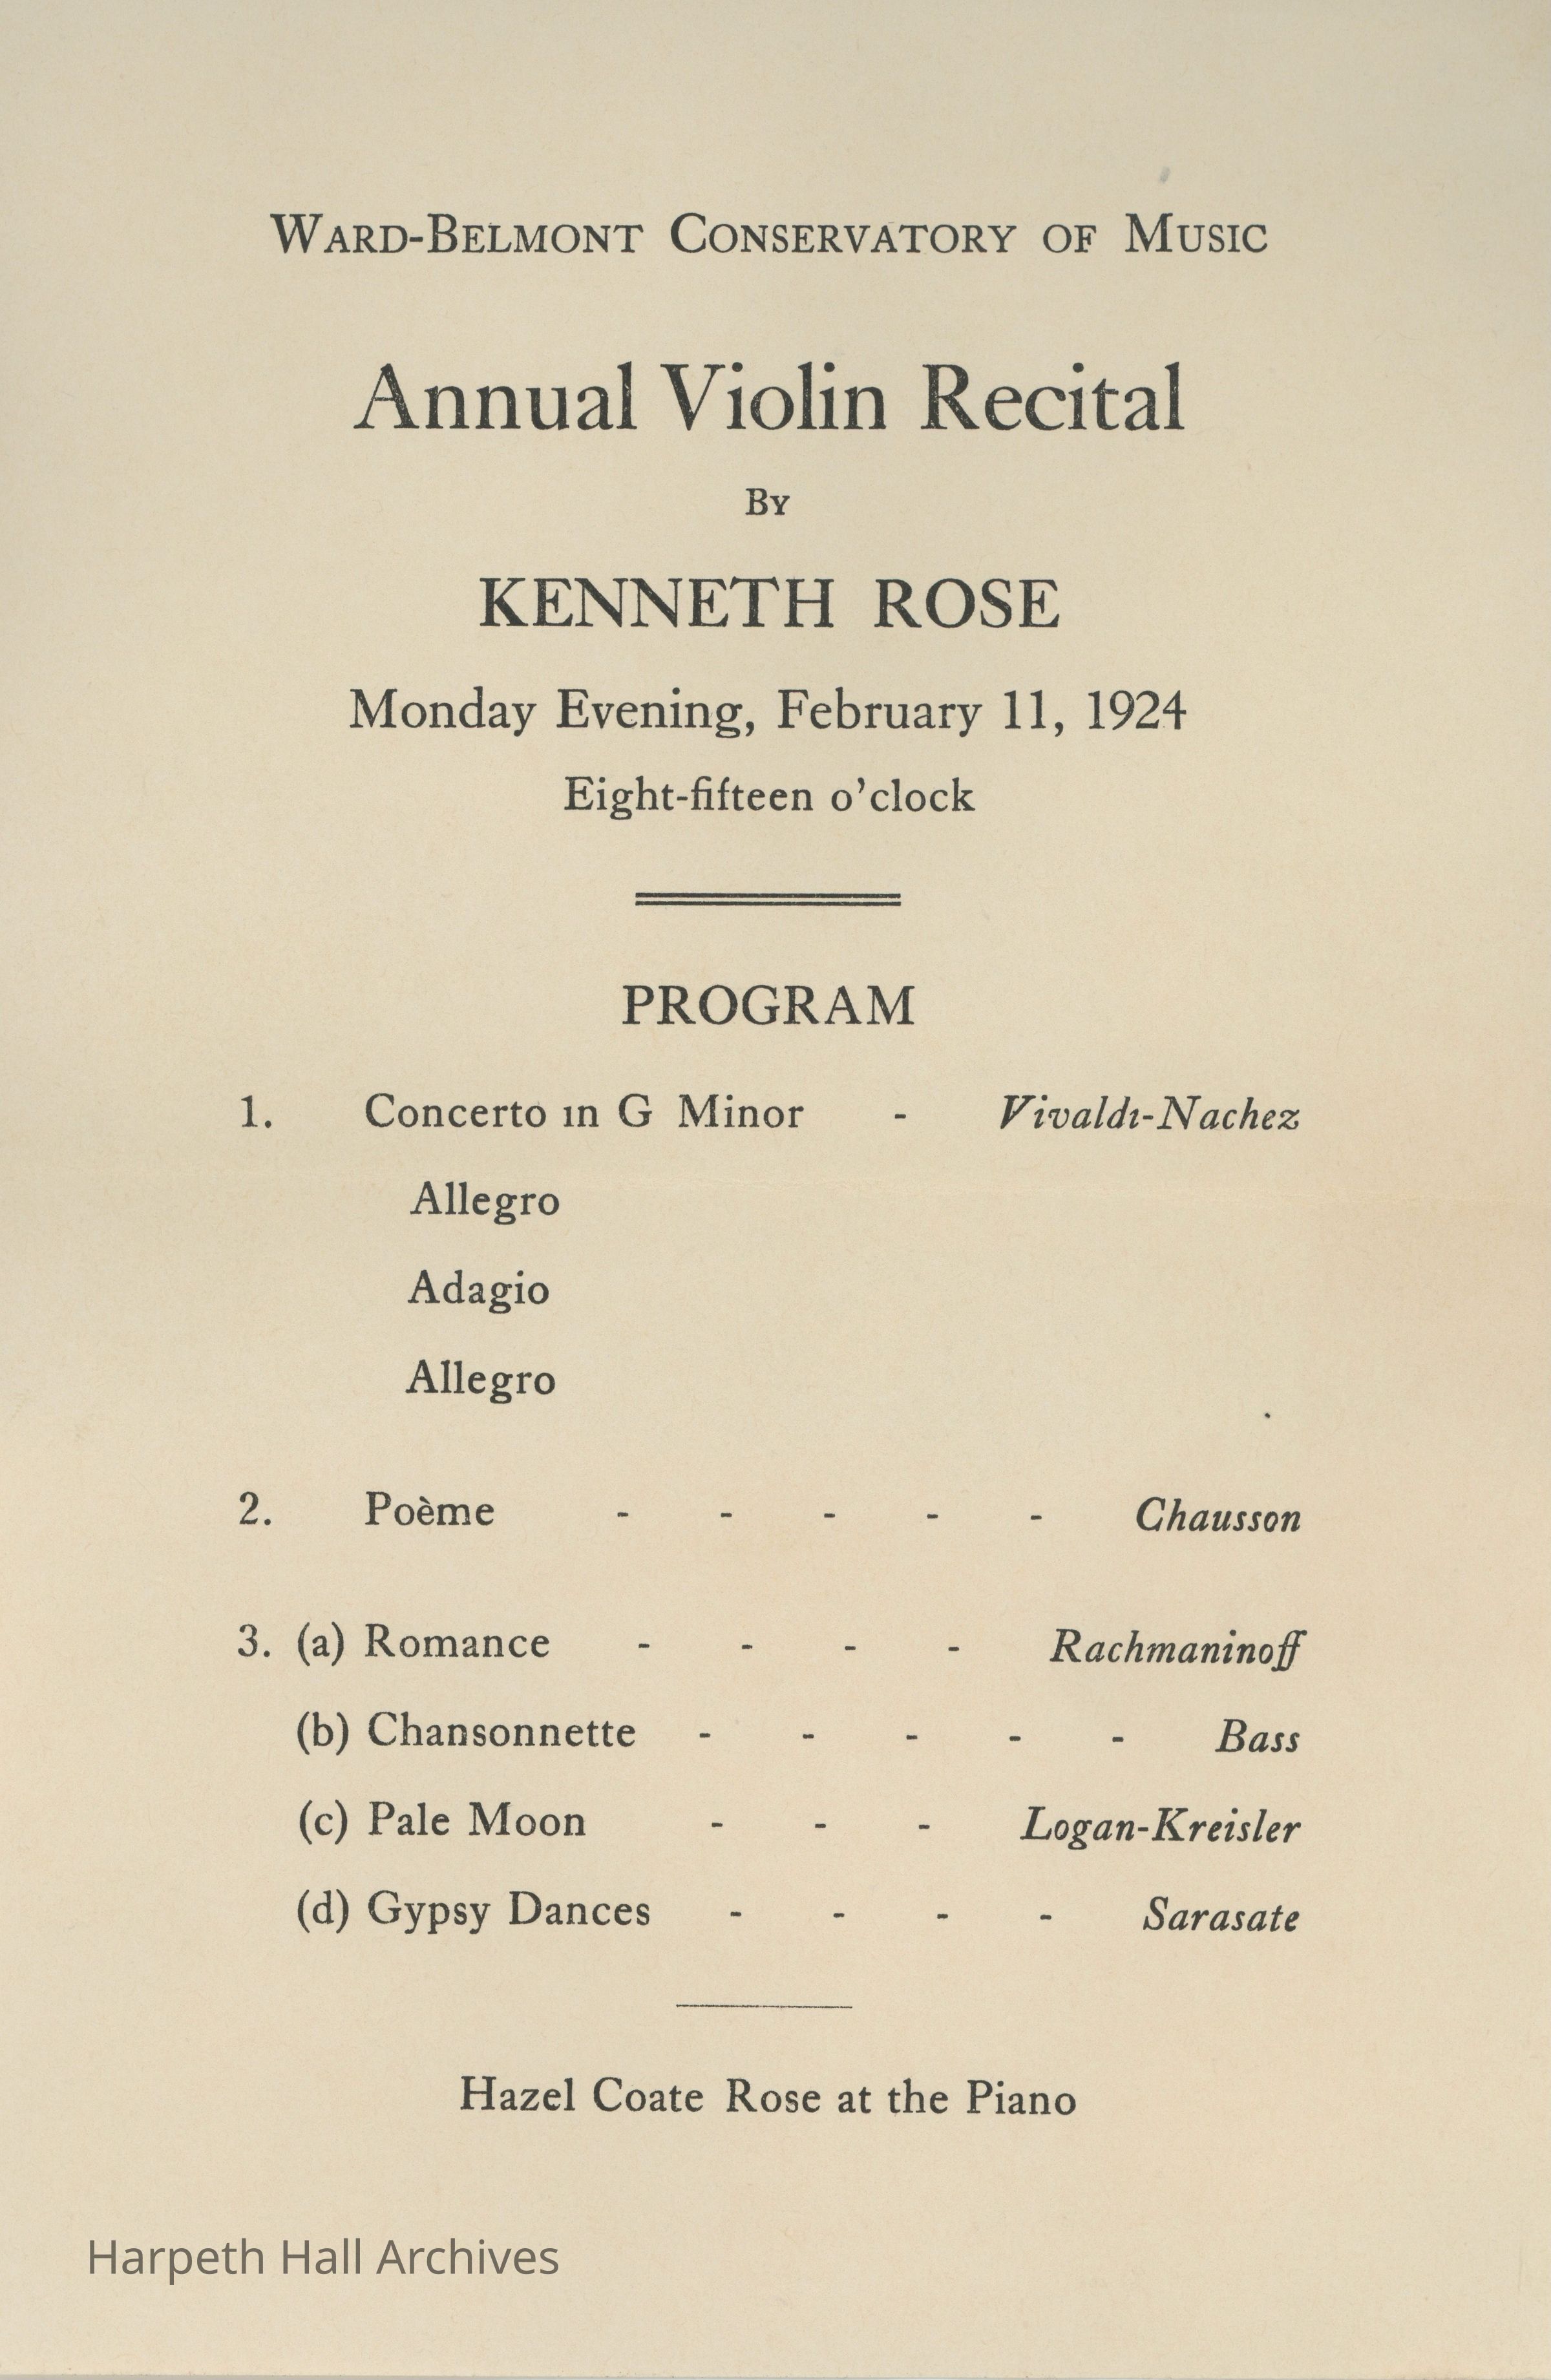 WARD-BELMONT CONSERVATORY OF MUSIC
Annual Violin Recital
BY
KENNETH ROSE
Monday Evening, February 11, 1924
Eight-fifteen o'clock
PROGRAM
1. Concerto in G Minor - Vivaldi-Nachez
Allegro
Adagio
Allegro
2. Poème - - - - - Chausson
3. (a) Romance - - - - Rachmaninoff
(b) Chansonnette - - - - - Bass
(c) Pale Moon - - - Logan-Kreisler
(d) Gypsy Dances - - - - Sarasate
Hazel Coate Rose at the Piano
Harpeth Hall Archives